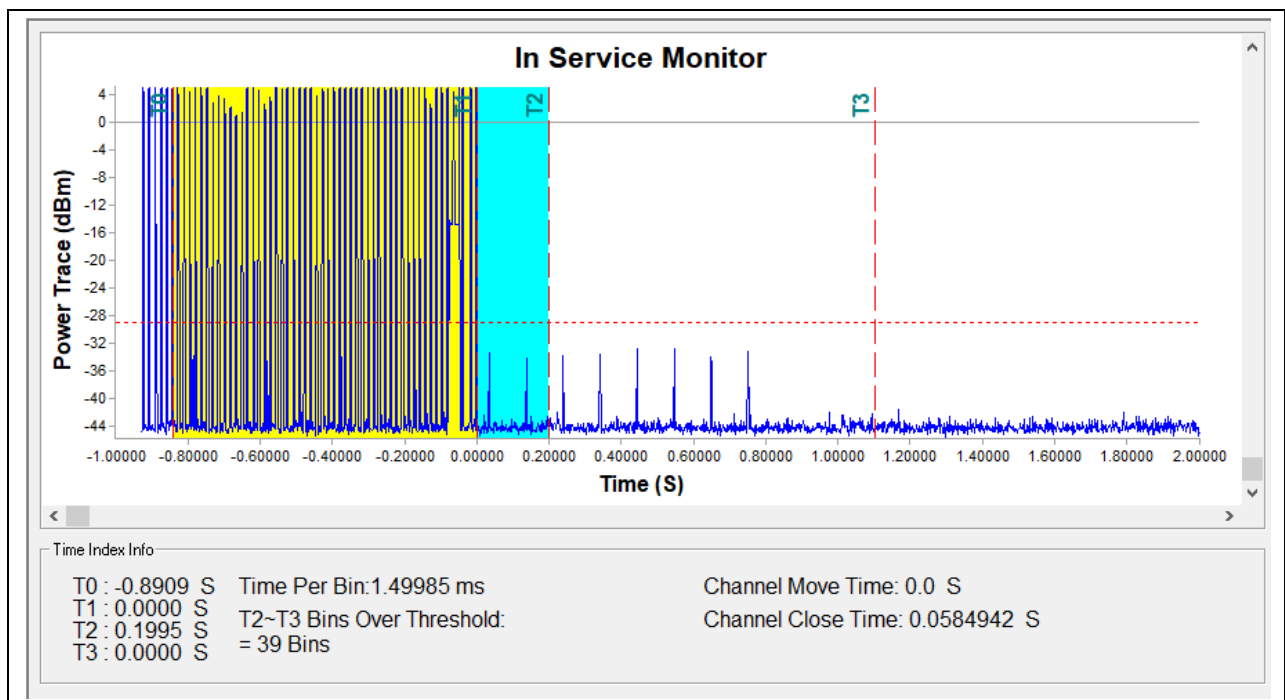 In Service Monitor
Power Trace (dBm)
4
0
-4
-8
-12
-16
-20
-24
-28
-32
-36
-40
-44
T0
T1
T2
T3
-1.00000 -0.80000 -0.60000 -0.40000 -0.20000 0.00000 0.20000 0.40000 0.60000 0.80000 1.00000 1.20000 1.40000 1.60000 1.80000 2.00000
Time (S)
Time Index Info
T0 : -0.8909 S
T1 : 0.0000 S
T2 : 0.1995 S
T3 : 0.0000 S
Time Per Bin:1.49985 ms
T2~T3 Bins Over Threshold:
= 39 Bins
Channel Move Time: 0.0 S
Channel Close Time: 0.0584942 S